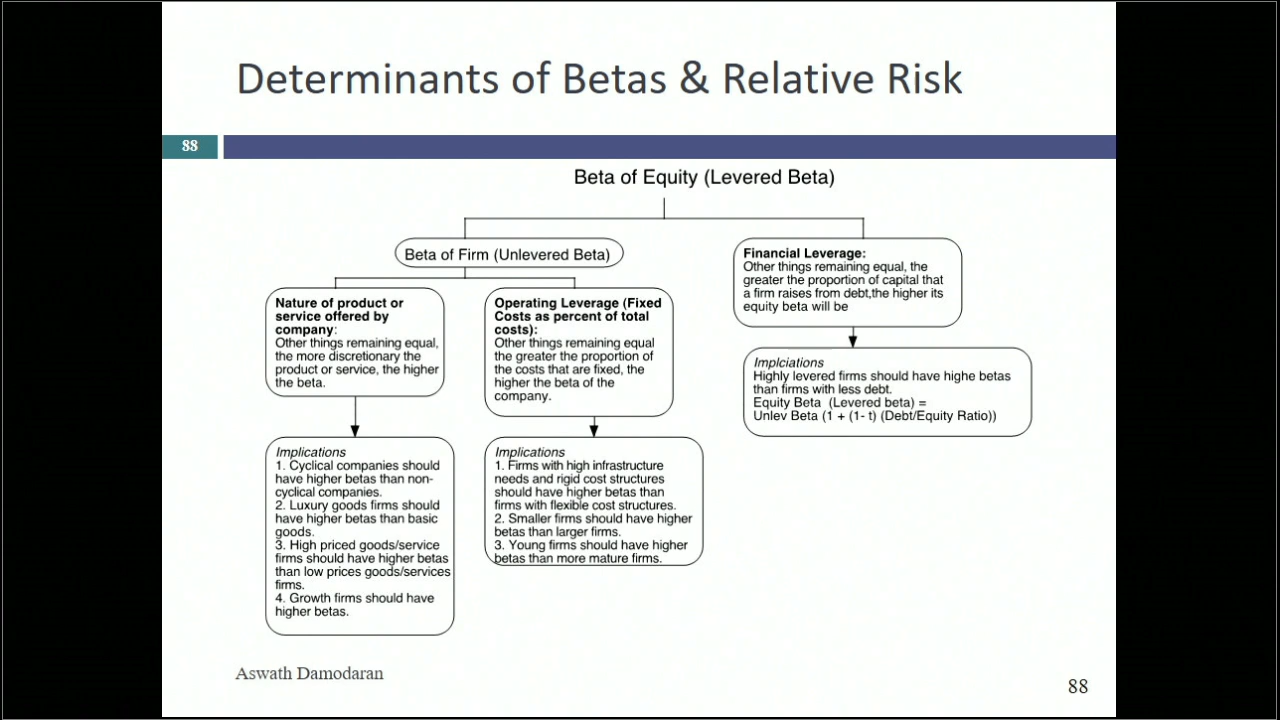 Determinants of Betas & Relative Risk
88
Beta of Equity (Levered Beta)
Beta of Firm (Unlevered Beta)
Nature of product or
service offered by
company:
Other things remaining equal,
the more discretionary the
product or service, the higher
the beta.
Operating Leverage (Fixed
Costs as percent of total
costs):
Other things remaining equal
the greater the proportion of
the costs that are fixed, the
higher the beta of the
company.
Financial Leverage:
Other things remaining equal, the
greater the proportion of capital that
a firm raises from debt,the higher its
equity beta will be
Implications
1. Cyclical companies should
have higher betas than non-
cyclical companies.
2. Luxury goods firms should
have higher betas than basic
goods.
3. High priced goods/service
firms should have higher betas
than low prices goods/services
firms.
4. Growth firms should have
higher betas.
Implications
1. Firms with high infrastructure
needs and rigid cost structures
should have higher betas than
firms with flexible cost structures.
2. Smaller firms should have higher
betas than larger firms.
3. Young firms should have higher
betas than more mature firms.
Implciations
Highly levered firms should have highe betas
than firms with less debt.
Equity Beta (Levered beta) =
Unlev Beta (1 + (1- t) (Debt/Equity Ratio))
Aswath Damodaran
88